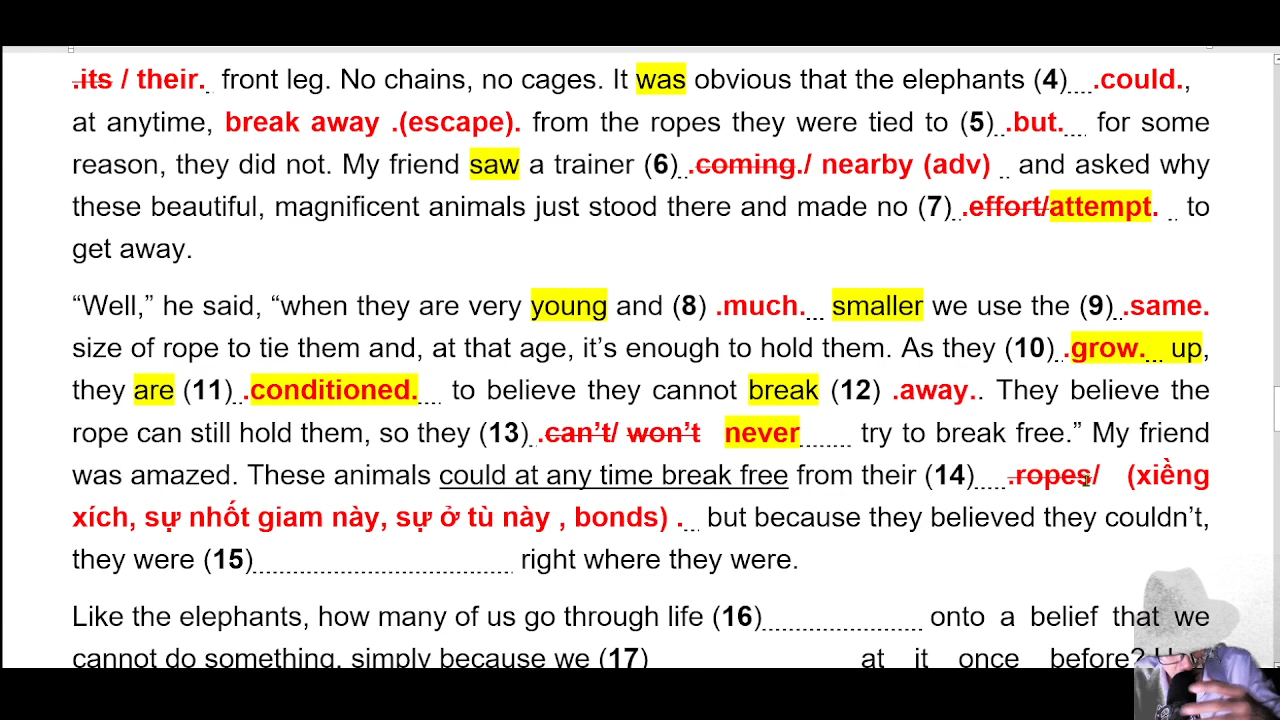 .its / their. front leg. No chains, no cages. It was obvious that the elephants (4) .could.,
at anytime, break away .(escape). from the ropes they were tied to (5) .but. for some
reason, they did not. My friend saw a trainer (6) .coming./ nearby (adv) and asked why
these beautiful, magnificent animals just stood there and made no (7) .effort/attempt. to
get away.
“Well,” he said, “when they are very young and (8) .much. smaller we use the (9) .same.
size of rope to tie them and, at that age, it’s enough to hold them. As they (10) .grow. up,
they are (11) .conditioned. to believe they cannot break (12) .away.. They believe the
rope can still hold them, so they (13) .can’t/ won’t never try to break free.” My friend
was amazed. These animals could at any time break free from their (14) .ropes/ (xiềng
xích, sự nhốt giam này, sự ở tù này , bonds) . but because they believed they couldn’t,
they were (15) right where they were.
Like the elephants, how many of us go through life (16) onto a belief that we
cannot do something, simply because we (17) at it once before?